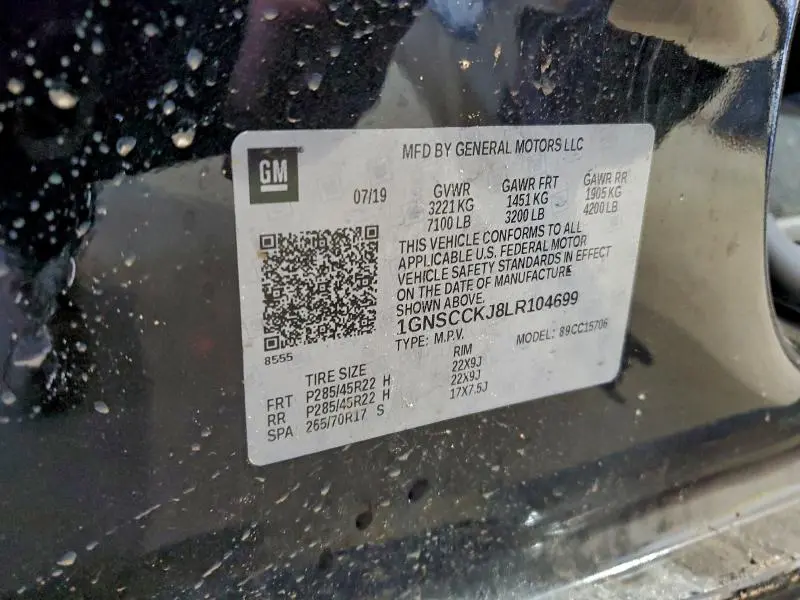 GM
MFD BY GENERAL MOTORS LLC
07/19
GVWR GAWR FRT GAWR RR
3221 KG 1451 KG 1905 KG
7100 LB 3200 LB 4200 LB
THIS VEHICLE CONFORMS TO ALL
APPLICABLE U.S. FEDERAL MOTOR
VEHICLE SAFETY STANDARDS IN EFFECT
ON THE DATE OF MANUFACTURE
SHOWN ABOVE.
1GNSCCKJ8LR104699
TYPE: M.P.V. MODEL: 89CC15706
8555
TIRE SIZE RIM
FRT P285/45R22 H 22X9J
RR P285/45R22 H 22X9J
SPA 265/70R17 S 17X7.5J